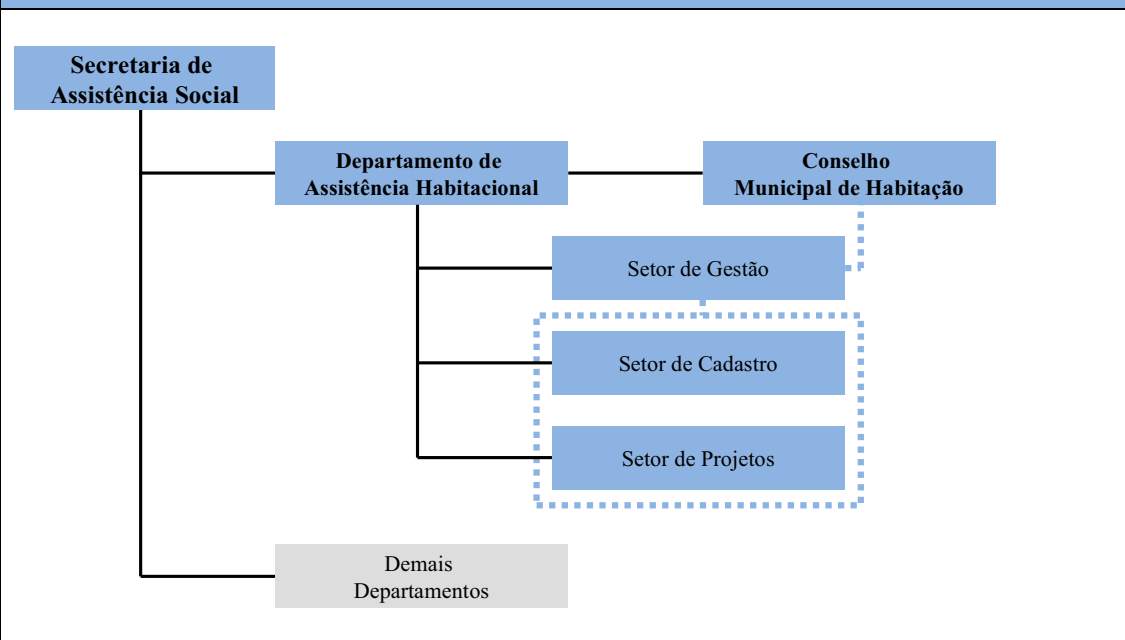 Secretaria de
Assistência Social
Departamento de
Assistência Habitacional
Conselho
Municipal de Habitação
Setor de Gestão
Setor de Cadastro
Setor de Projetos
Demais
Departamentos